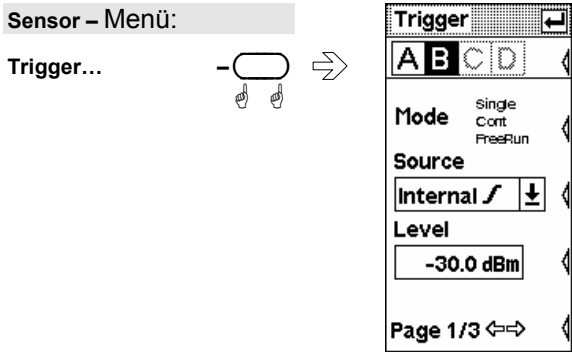 Sensor – Menü:
Trigger…
Trigger
A B C D
Mode
Single
Cont
FreeRun
Source
Internal
Level
-30.0 dBm
Page 1/3